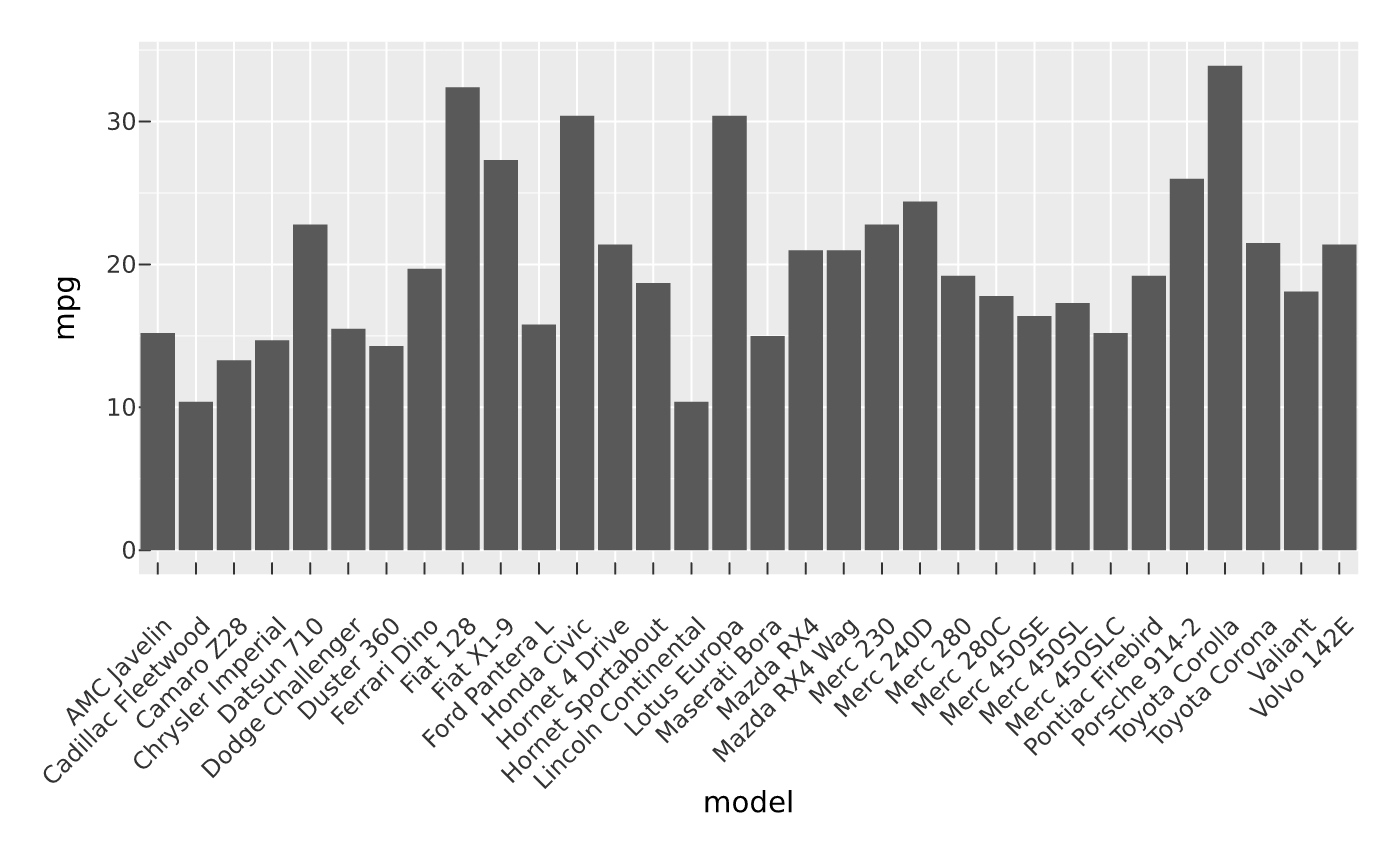 mpg
30
20
10
0
AMC Javelin
Cadillac Fleetwood
Camaro Z28
Chrysler Imperial
Datsun 710
Dodge Challenger
Duster 360
Ferrari Dino
Fiat 128
Fiat X1-9
Ford Pantera L
Honda Civic
Hornet 4 Drive
Hornet Sportabout
Lincoln Continental
Lotus Europa
Maserati Bora
Mazda RX4
Mazda RX4 Wag
Merc 230
Merc 240D
Merc 280
Merc 280C
Merc 450SE
Merc 450SL
Merc 450SLC
Pontiac Firebird
Porsche 914-2
Toyota Corolla
Toyota Corona
Valiant
Volvo 142E
model